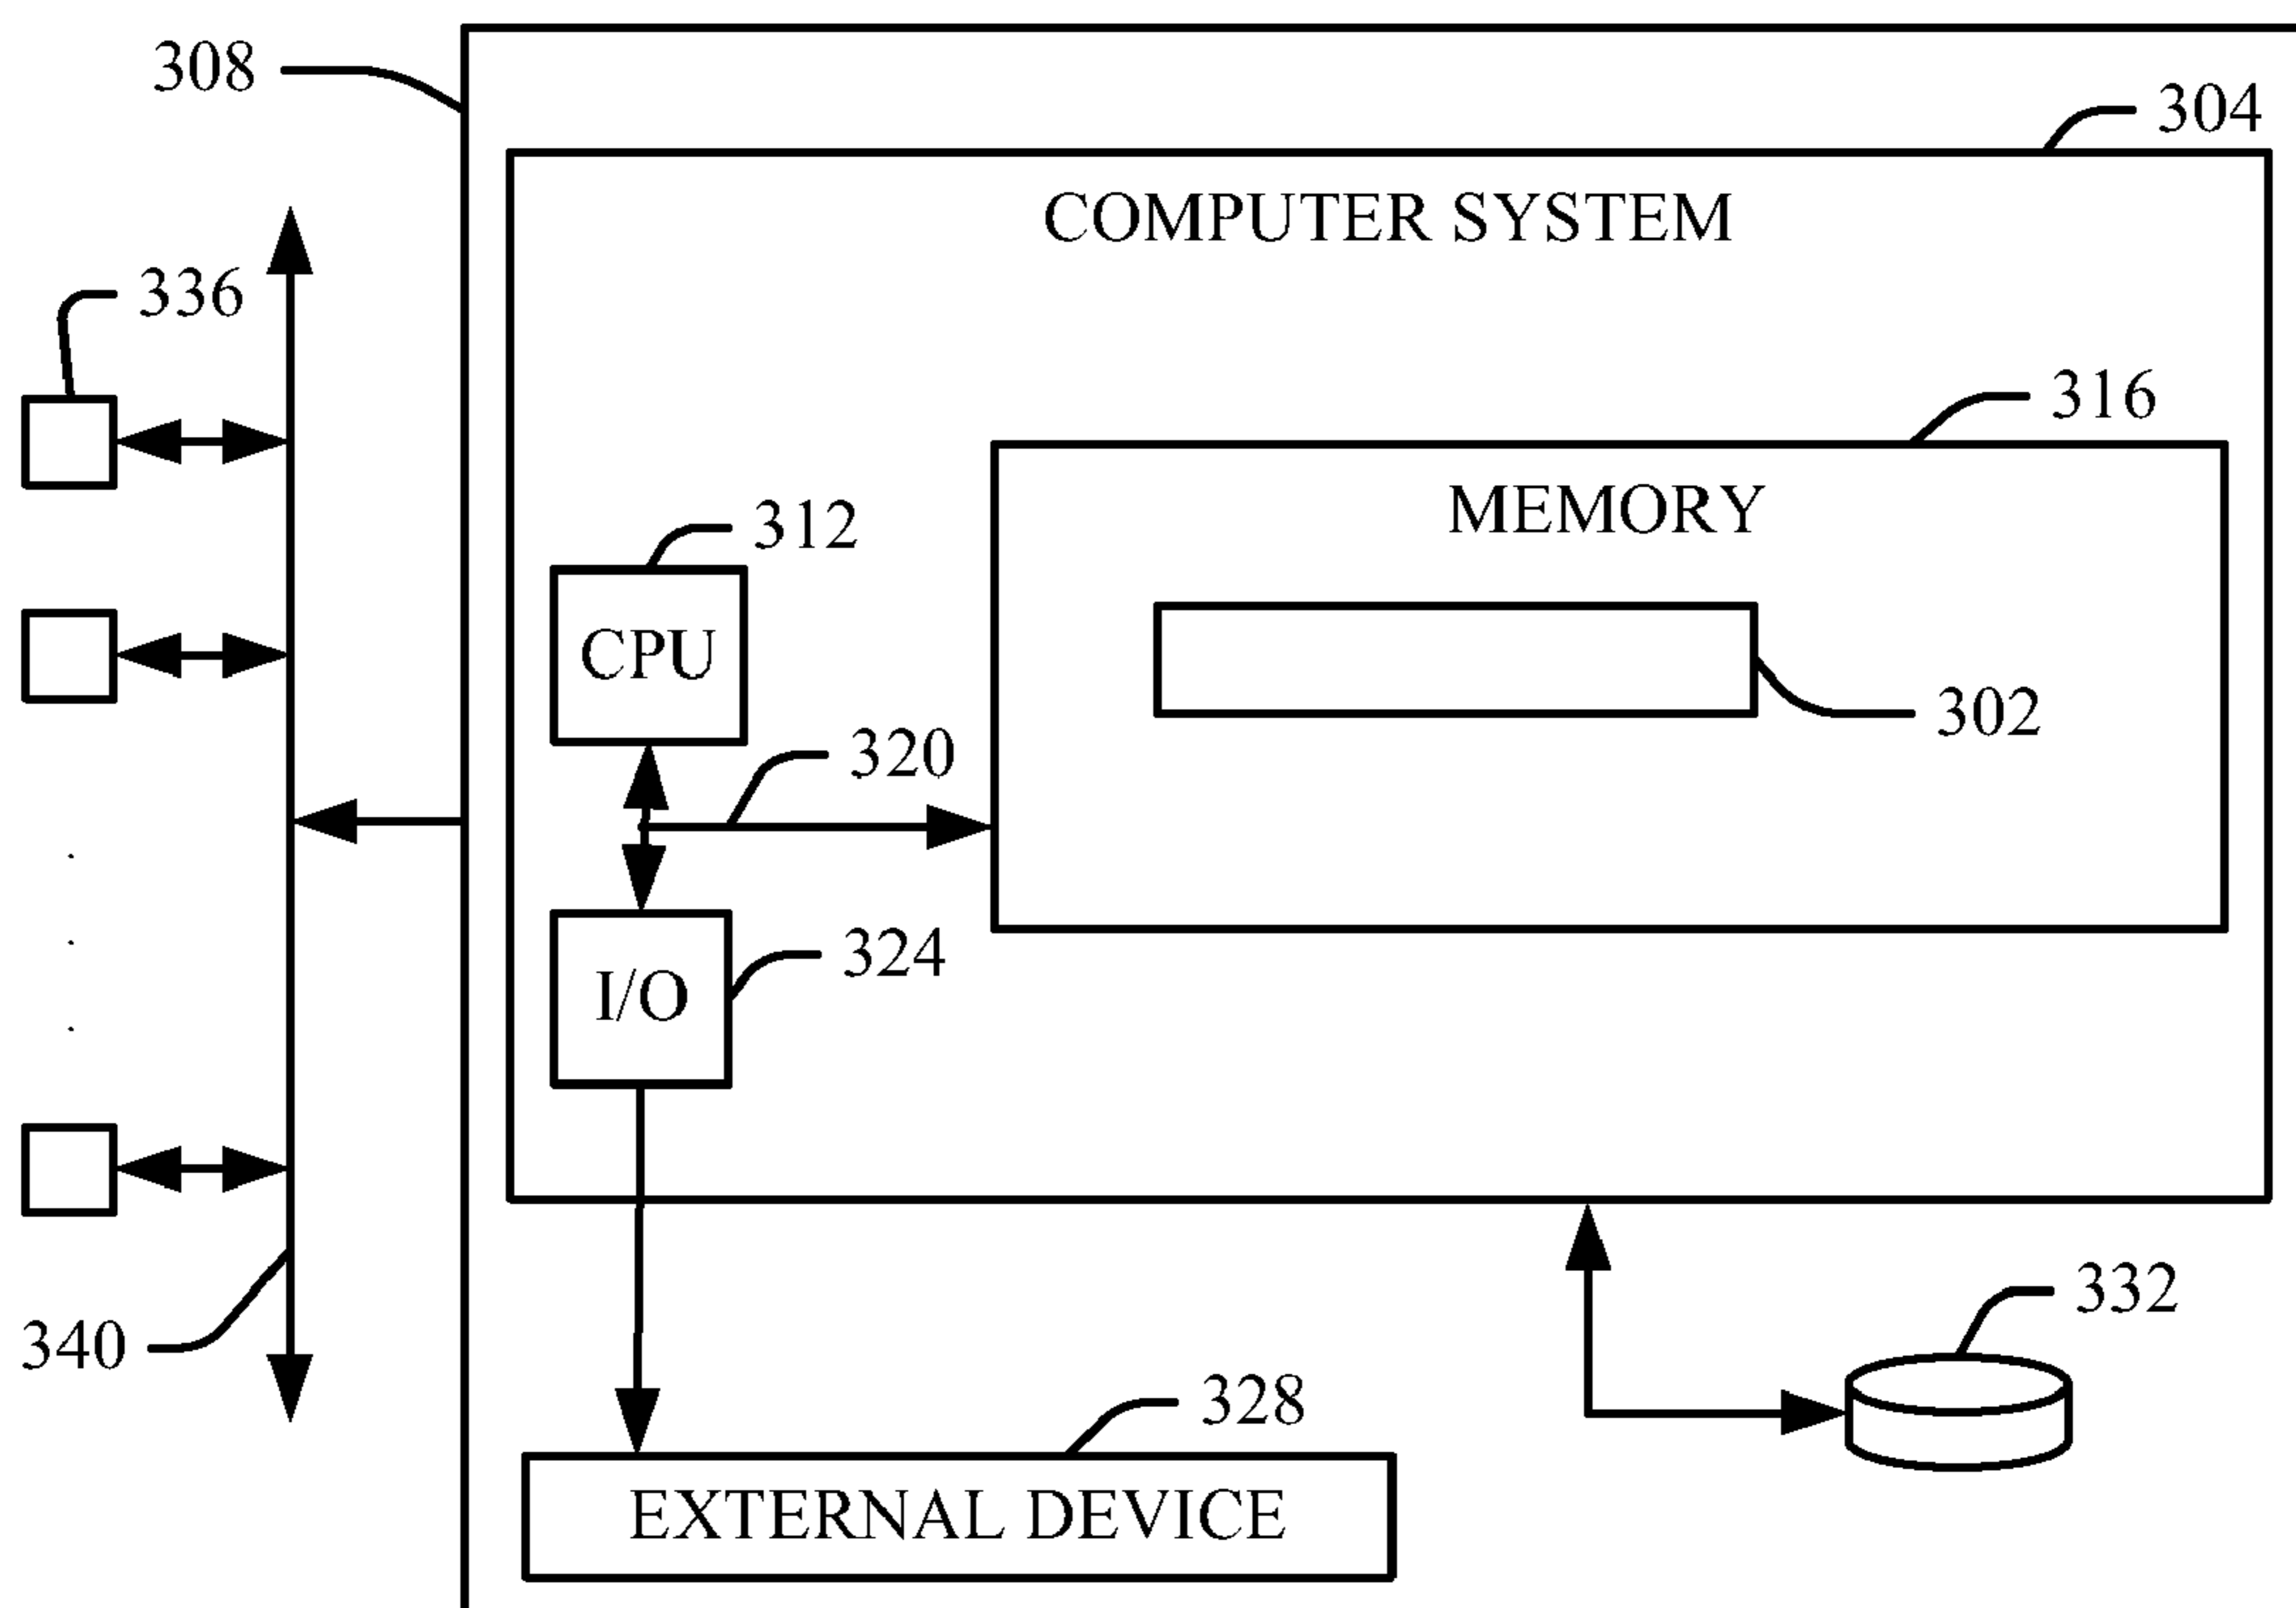 308
304
COMPUTER SYSTEM
336
316
MEMORY
312
CPU
302
320
324
I/O
332
340
328
EXTERNAL DEVICE